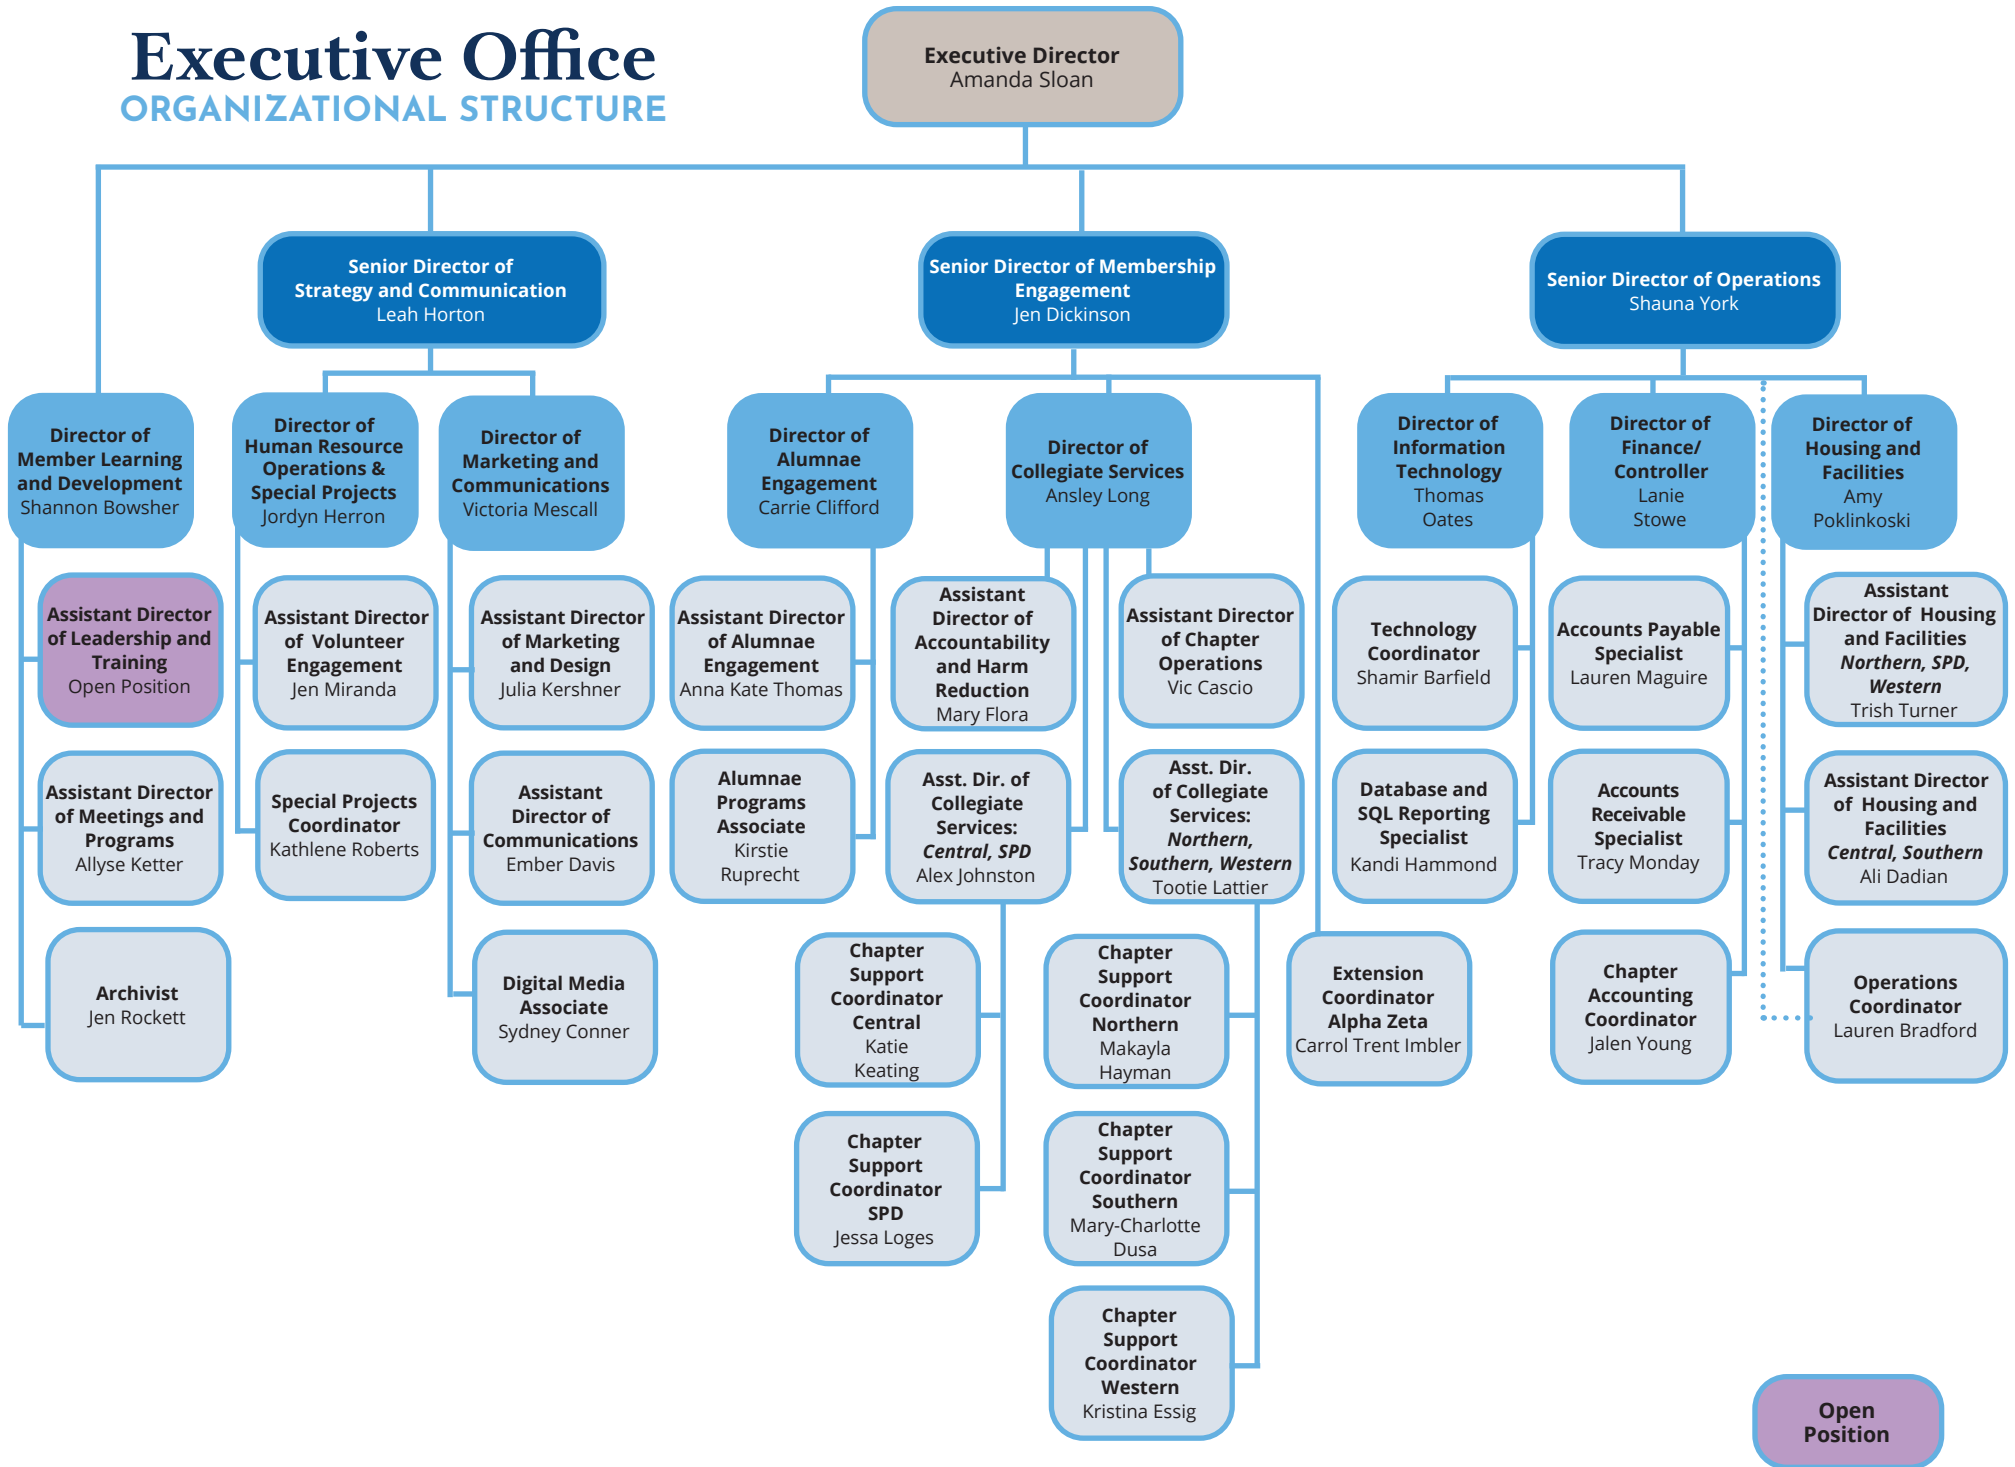 Executive Office
ORGANIZATIONAL STRUCTURE
Executive Director
Amanda Sloan
Senior Director of
Strategy and Communication
Leah Horton
Senior Director of Membership
Engagement
Jen Dickinson
Senior Director of Operations
Shauna York
Director of
Member Learning
and Development
Shannon Bowsher
Director of
Human Resource
Operations &
Special Projects
Jordyn Herron
Director of
Marketing and
Communications
Victoria Mescall
Director of
Alumnae
Engagement
Carrie Clifford
Director of
Collegiate Services
Ansley Long
Director of
Information
Technology
Thomas
Oates
Director of
Finance/
Controller
Lanie
Stowe
Director of
Housing and
Facilities
Amy
Poklinkoski
Assistant Director
of Leadership and
Training
Open Position
Assistant Director
of Volunteer
Engagement
Jen Miranda
Assistant Director
of Marketing
and Design
Julia Kershner
Assistant Director
of Alumnae
Engagement
Anna Kate Thomas
Assistant
Director of
Accountability
and Harm
Reduction
Mary Flora
Assistant Director
of Chapter
Operations
Vic Cascio
Technology
Coordinator
Shamir Barfield
Accounts Payable
Specialist
Lauren Maguire
Assistant
Director of Housing
and Facilities
Northern, SPD,
Western
Trish Turner
Assistant Director
of Meetings and
Programs
Allyse Ketter
Special Projects
Coordinator
Kathlene Roberts
Assistant
Director of
Communications
Ember Davis
Alumnae
Programs
Associate
Kirstie
Ruprecht
Asst. Dir. of
Collegiate
Services:
Central, SPD
Alex Johnston
Asst. Dir.
of Collegiate
Services:
Northern,
Southern, Western
Tootie Lattier
Database and
SQL Reporting
Specialist
Kandi Hammond
Accounts
Receivable
Specialist
Tracy Monday
Assistant Director
of Housing and
Facilities
Central, Southern
Ali Dadian
Archivist
Jen Rockett
Digital Media
Associate
Sydney Conner
Chapter
Support
Coordinator
Central
Katie
Keating
Chapter
Support
Coordinator
Northern
Makayla
Hayman
Extension
Coordinator
Alpha Zeta
Carrol Trent Imbler
Chapter
Accounting
Coordinator
Jalen Young
Operations
Coordinator
Lauren Bradford
Chapter
Support
Coordinator
SPD
Jessa Loges
Chapter
Support
Coordinator
Southern
Mary-Charlotte
Dusa
Chapter
Support
Coordinator
Western
Kristina Essig
Open
Position